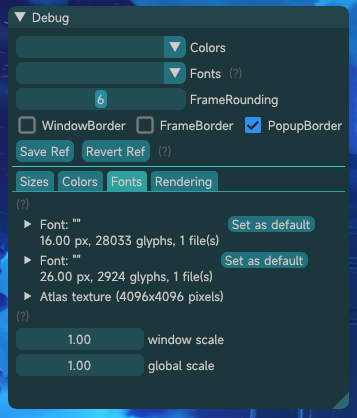 Debug
Colors
Fonts (?)
6 FrameRounding
WindowBorder FrameBorder PopupBorder
Save Ref Revert Ref (?)
Sizes Colors Fonts Rendering
(?)
Font: "" Set as default
16.00 px, 28033 glyphs, 1 file(s)
Font: "" Set as default
26.00 px, 2924 glyphs, 1 file(s)
Atlas texture (4096x4096 pixels)
(?)
1.00 window scale
1.00 global scale